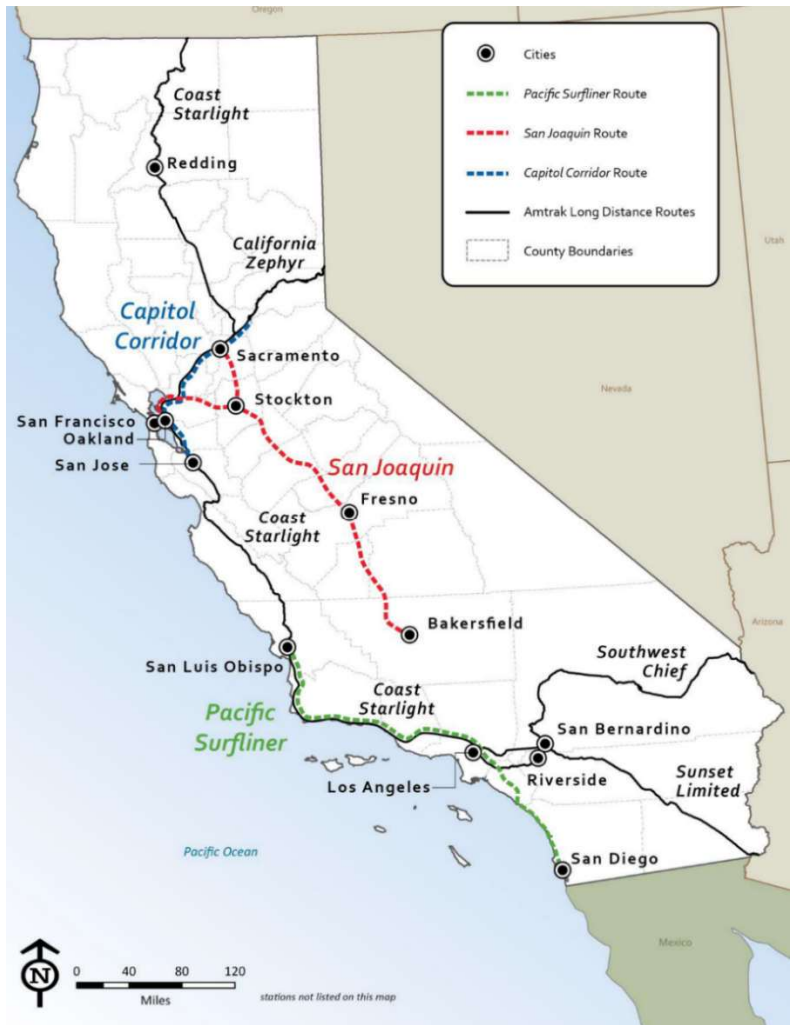 Oregon
Cities
Pacific Surfliner Route
San Joaquin Route
Capitol Corridor Route
Amtrak Long Distance Routes
County Boundaries
Coast
Starlight
Redding
California
Zephyr
Utah
Capitol
Corridor
Sacramento
Nevada
Stockton
San Francisco
Oakland
San Jose
San Joaquin
Fresno
Coast
Starlight
Bakersfield
Arizona
San Luis Obispo
Southwest
Chief
Coast
Starlight
Pacific
Surfliner
San Bernardino
Los Angeles
Riverside
Sunset
Limited
Pacific Ocean
San Diego
Mexico
N
0 40 80 120
Miles
stations not listed on this map